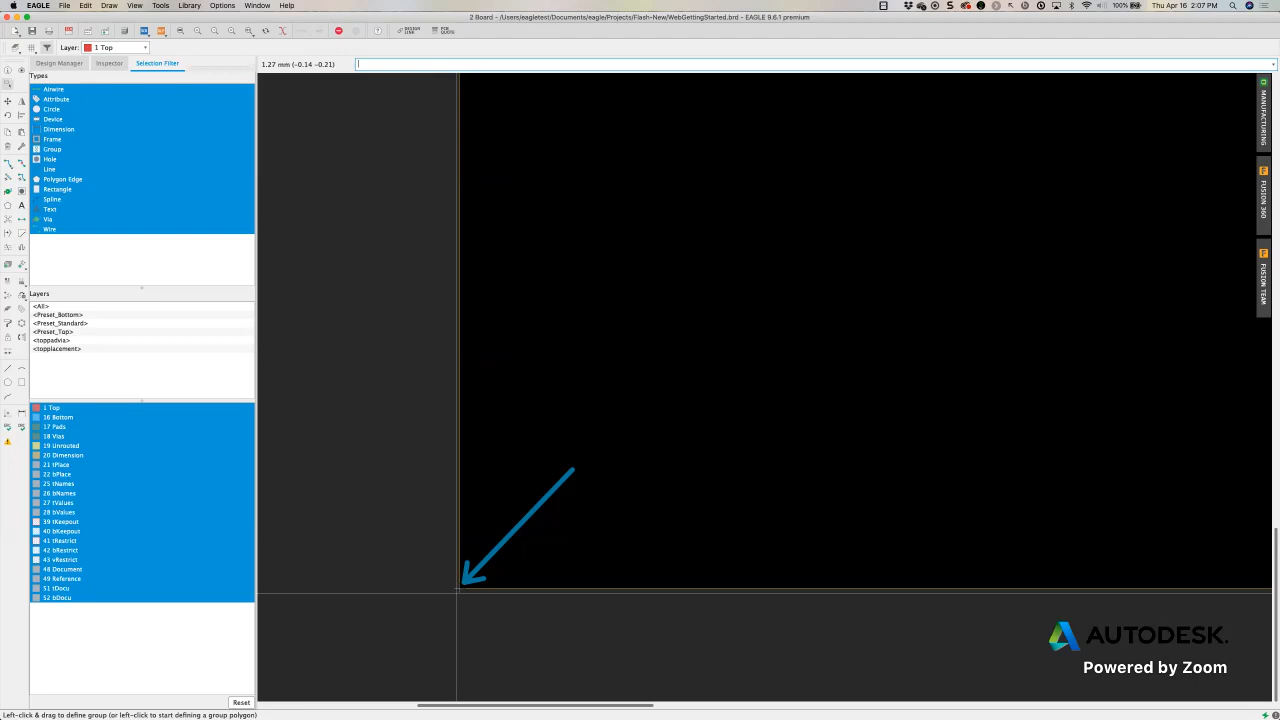 EAGLE File Edit Draw View Tools Library Options Window Help
100% Thu Apr 16 2:07 PM
2 Board - /Users/eagletest/Documents/eagle/Projects/Flash-New/WebGettingStarted.brd - EAGLE 9.6.1 premium
DESIGN LINK
PCB QUOTE
Layer: 1 Top
Design Manager Inspector Selection Filter
1.27 mm (-0.14 -0.21)
Types
Airwire
Attribute
Circle
Device
Dimension
Frame
Group
Hole
Line
Polygon Edge
Rectangle
Spline
Text
Via
Wire
Layers
<All>
<Preset_Bottom>
<Preset_Standard>
<Preset_Top>
<toppadvia>
<topplacement>
1 Top
16 Bottom
17 Pads
18 Vias
19 Unrouted
20 Dimension
21 tPlace
22 bPlace
25 tNames
26 bNames
27 tValues
28 bValues
39 tKeepout
40 bKeepout
41 tRestrict
42 bRestrict
43 vRestrict
48 Document
49 Reference
51 tDocu
52 bDocu
Reset
MANUFACTURING
FUSION 360
FUSION TEAM
AUTODESK.
Powered by Zoom
Left-click & drag to define group (or left-click to start defining a group polygon)